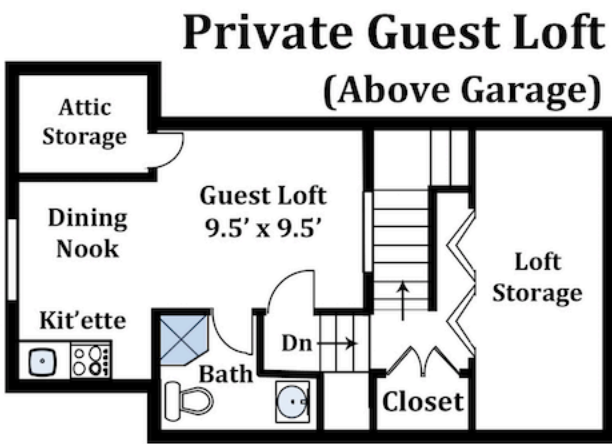 Private Guest Loft
(Above Garage)
Attic
Storage
Guest Loft
9.5’ x 9.5’
Dining
Nook
Loft
Storage
Kit’ette
Dn
Bath
Closet